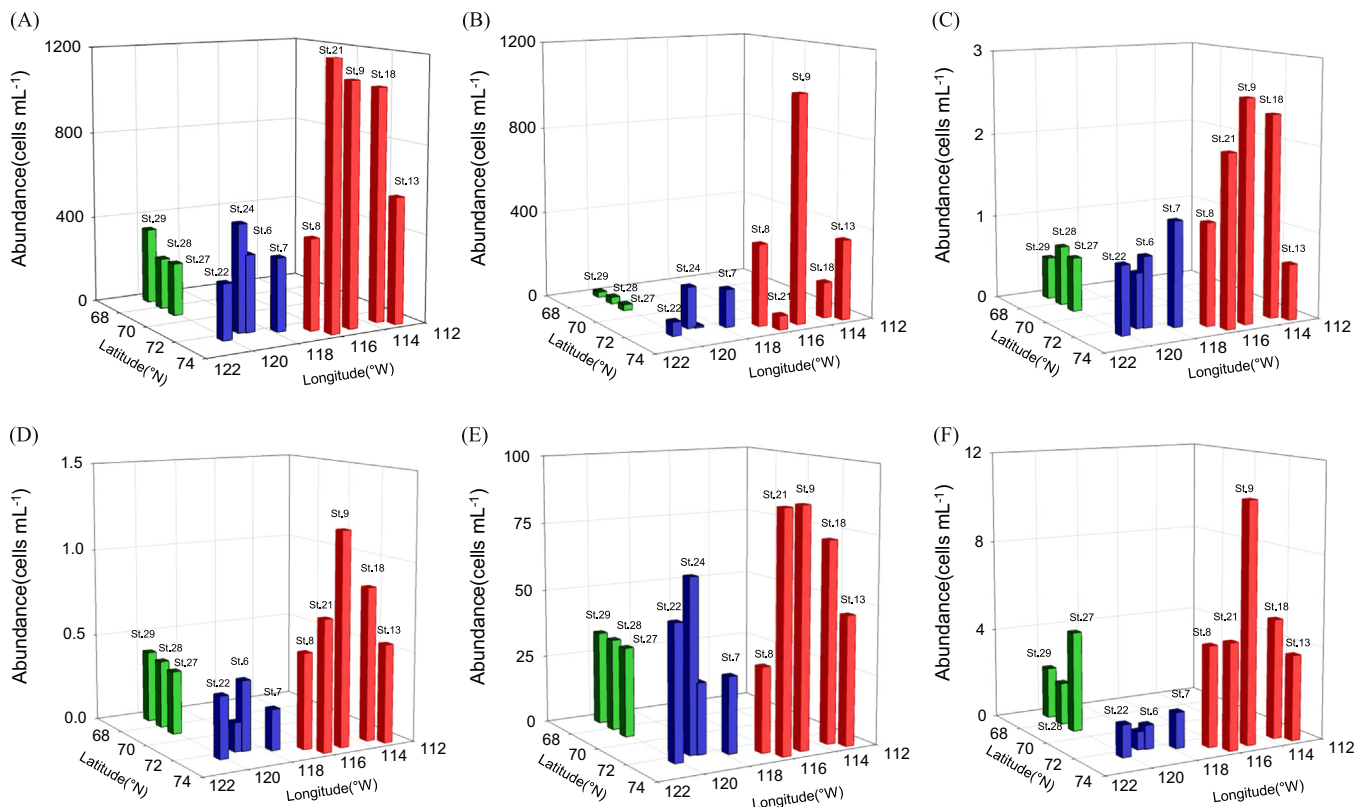 (A)
1200
800
400
0
Abundance(cells mL-1)
68
70
72
74
Latitude(°N)
122
120
118
116
114
112
Longitude(°W)
St.29
St.28
St.27
St.22
St.24
St.6
St.7
St.8
St.21
St.9
St.18
St.13
(B)
1200
800
400
0
Abundance(cells mL-1)
68
70
72
74
Latitude(°N)
122
120
118
116
114
112
Longitude(°W)
St.29
St.28
St.27
St.22
St.24
St.7
St.8
St.21
St.9
St.18
St.13
(C)
3
2
1
0
Abundance(cells mL-1)
68
70
72
74
Latitude(°N)
122
120
118
116
114
112
Longitude(°W)
St.29
St.28
St.27
St.22
St.6
St.7
St.8
St.21
St.9
St.18
St.13
(D)
1.5
1.0
0.5
0.0
Abundance(cells mL-1)
68
70
72
74
Latitude(°N)
122
120
118
116
114
112
Longitude(°W)
St.29
St.28
St.27
St.22
St.6
St.7
St.8
St.21
St.9
St.18
St.13
(E)
100
75
50
25
0
Abundance(cells mL-1)
68
70
72
74
Latitude(°N)
122
120
118
116
114
112
Longitude(°W)
St.29
St.28
St.27
St.22
St.24
St.7
St.8
St.21
St.9
St.18
St.13
(F)
12
8
4
0
Abundance(cells mL-1)
68
70
72
74
Latitude(°N)
122
120
118
116
114
112
Longitude(°W)
St.29
St.28
St.27
St.22
St.6
St.7
St.8
St.21
St.9
St.18
St.13